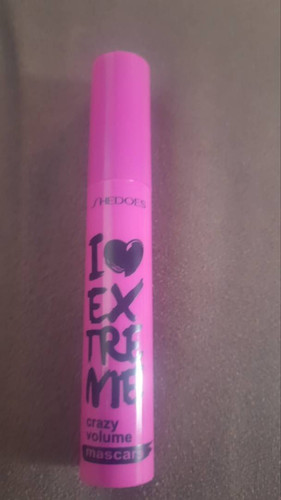 SHEDOES
I
EX
TRE
ME
crazy
volume
mascara